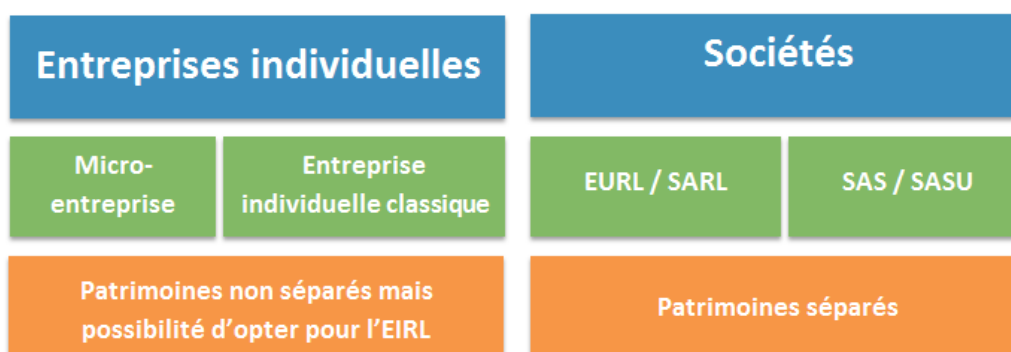 Entreprises individuelles
Sociétés
Micro-
entreprise
Entreprise
individuelle classique
EURL / SARL
SAS / SASU
Patrimoines non séparés mais
possibilité d'opter pour l'EIRL
Patrimoines séparés